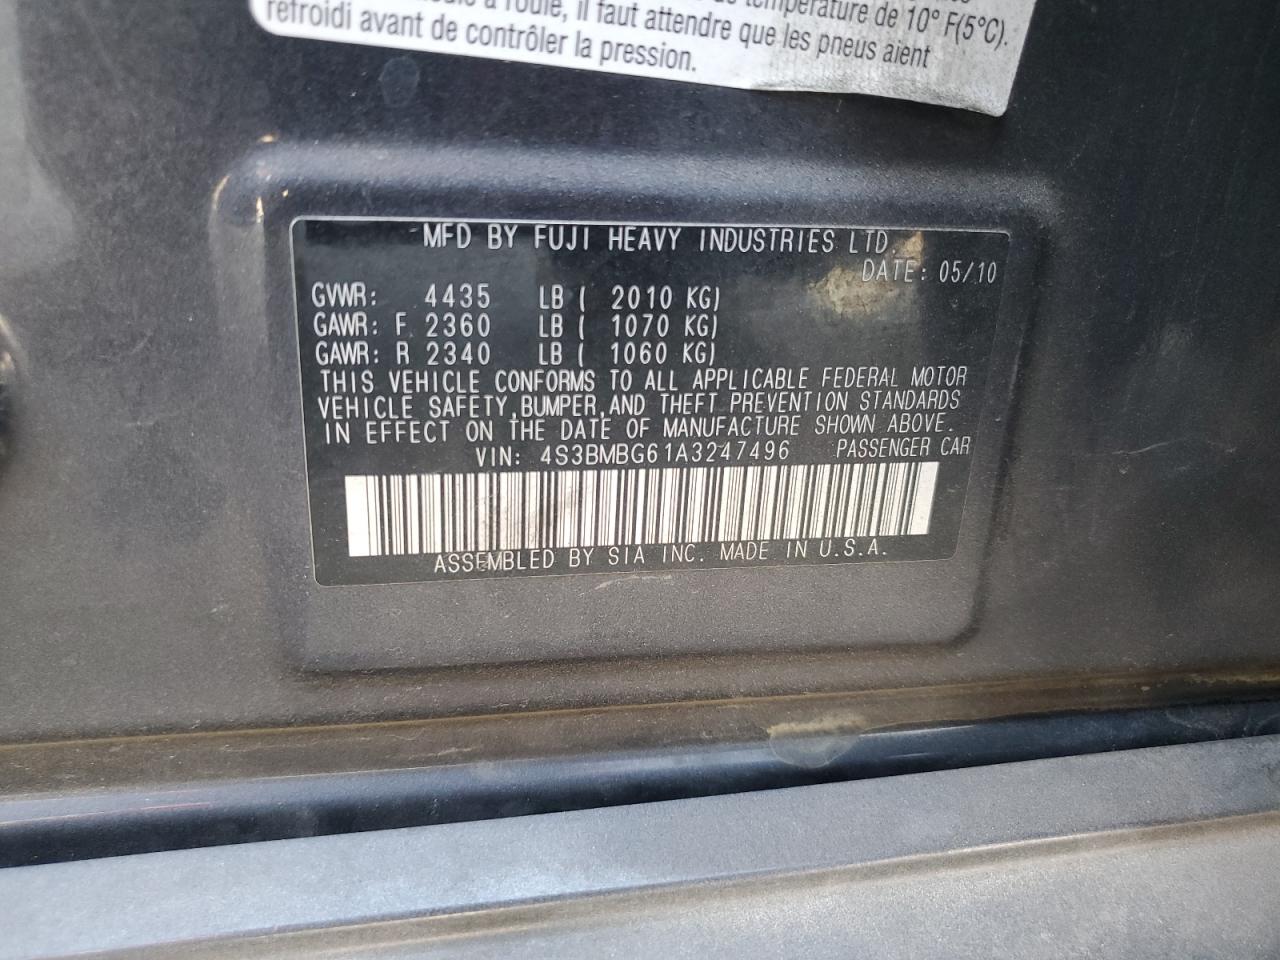 température de 10° F(5°C).
roulé, il faut attendre que les pneus aient
refroidi avant de contrôler la pression.
MFD BY FUJI HEAVY INDUSTRIES LTD.
DATE: 05/10
GVWR: 4435 LB ( 2010 KG)
GAWR: F 2360 LB ( 1070 KG)
GAWR: R 2340 LB ( 1060 KG)
THIS VEHICLE CONFORMS TO ALL APPLICABLE FEDERAL MOTOR
VEHICLE SAFETY,BUMPER,AND THEFT PREVENTION STANDARDS
IN EFFECT ON THE DATE OF MANUFACTURE SHOWN ABOVE.
VIN: 4S3BMBG61A3247496 PASSENGER CAR
ASSEMBLED BY SIA INC. MADE IN U.S.A.